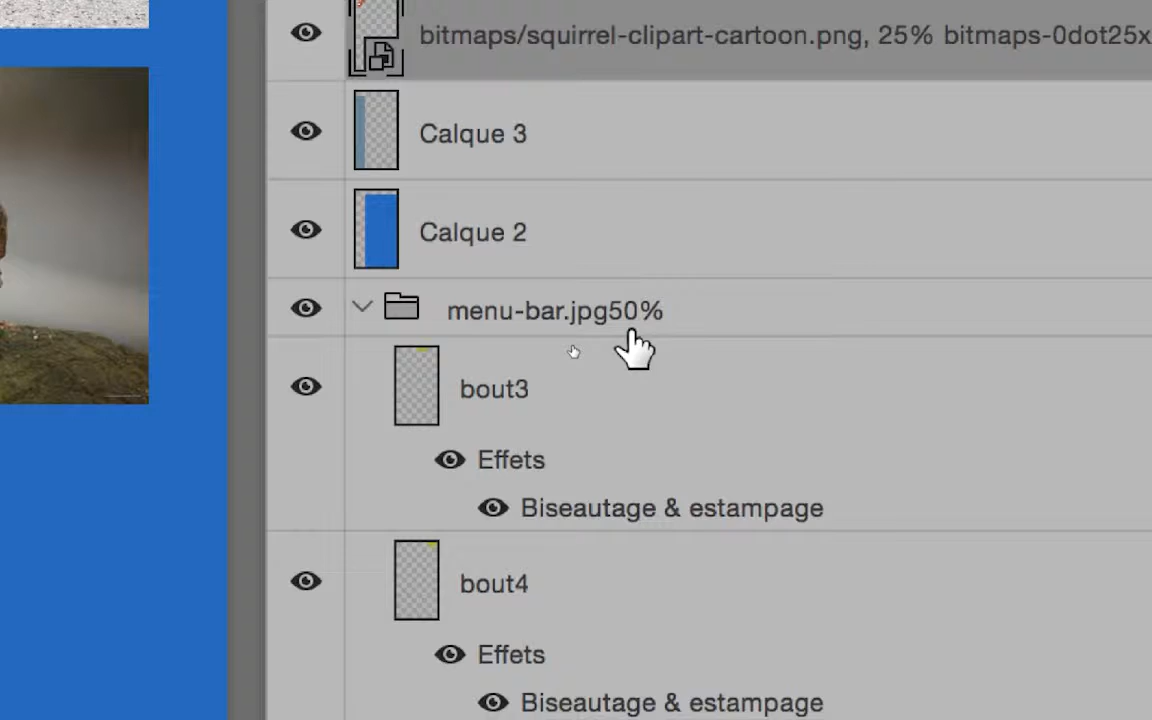 bitmaps/squirrel-clipart-cartoon.png, 25% bitmaps-0dot25x
Calque 3
Calque 2
menu-bar.jpg50%
bout3
Effets
Biseautage & estampage
bout4
Effets
Biseautage & estampage